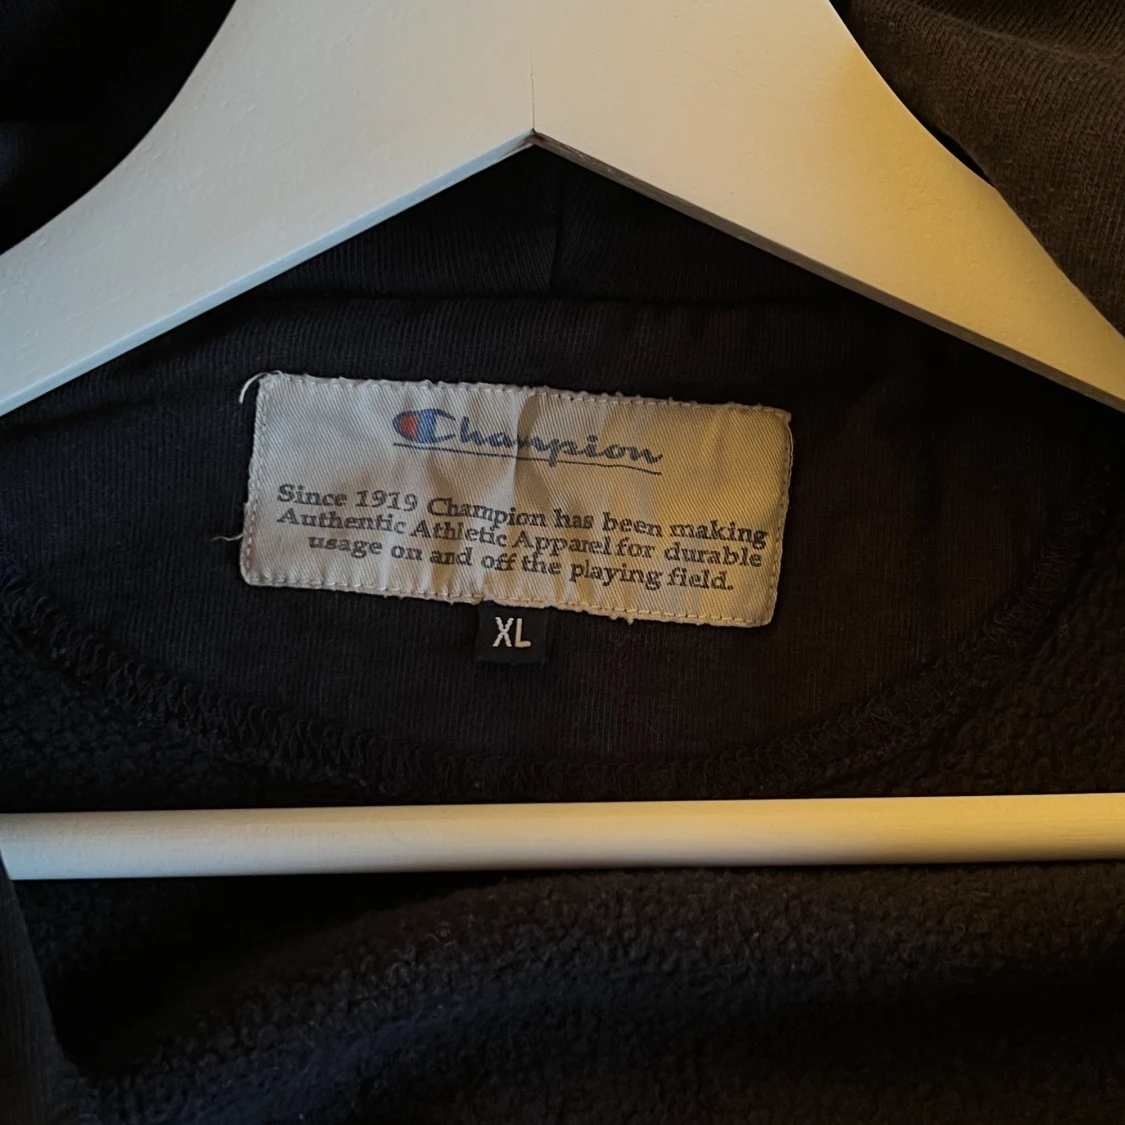 Champion
Since 1919 Champion has been making
Authentic Athletic Apparel for durable
usage on and off the playing field.
XL